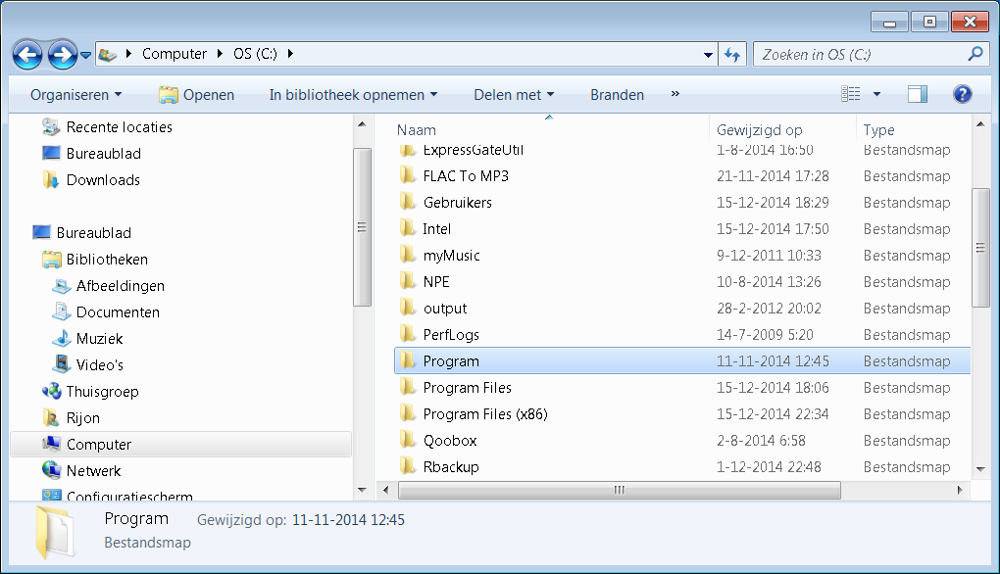 Computer OS (C:) Zoeken in OS (C:)
Organiseren Openen In bibliotheek opnemen Delen met Branden »
Recente locaties
Bureaublad
Downloads
Bureaublad
Bibliotheken
Afbeeldingen
Documenten
Muziek
Video's
Thuisgroep
Rijon
Computer
Netwerk
Configuratiescherm
Naam Gewijzigd op Type
ExpressGateUtil 1-8-2014 16:50 Bestandsmap
FLAC To MP3 21-11-2014 17:28 Bestandsmap
Gebruikers 15-12-2014 18:29 Bestandsmap
Intel 15-12-2014 17:50 Bestandsmap
myMusic 9-12-2011 10:33 Bestandsmap
NPE 10-8-2014 13:26 Bestandsmap
output 28-2-2012 20:02 Bestandsmap
PerfLogs 14-7-2009 5:20 Bestandsmap
Program 11-11-2014 12:45 Bestandsmap
Program Files 15-12-2014 18:06 Bestandsmap
Program Files (x86) 15-12-2014 22:34 Bestandsmap
Qoobox 2-8-2014 6:58 Bestandsmap
Rbackup 1-12-2014 22:48 Bestandsmap
Program Gewijzigd op: 11-11-2014 12:45
Bestandsmap